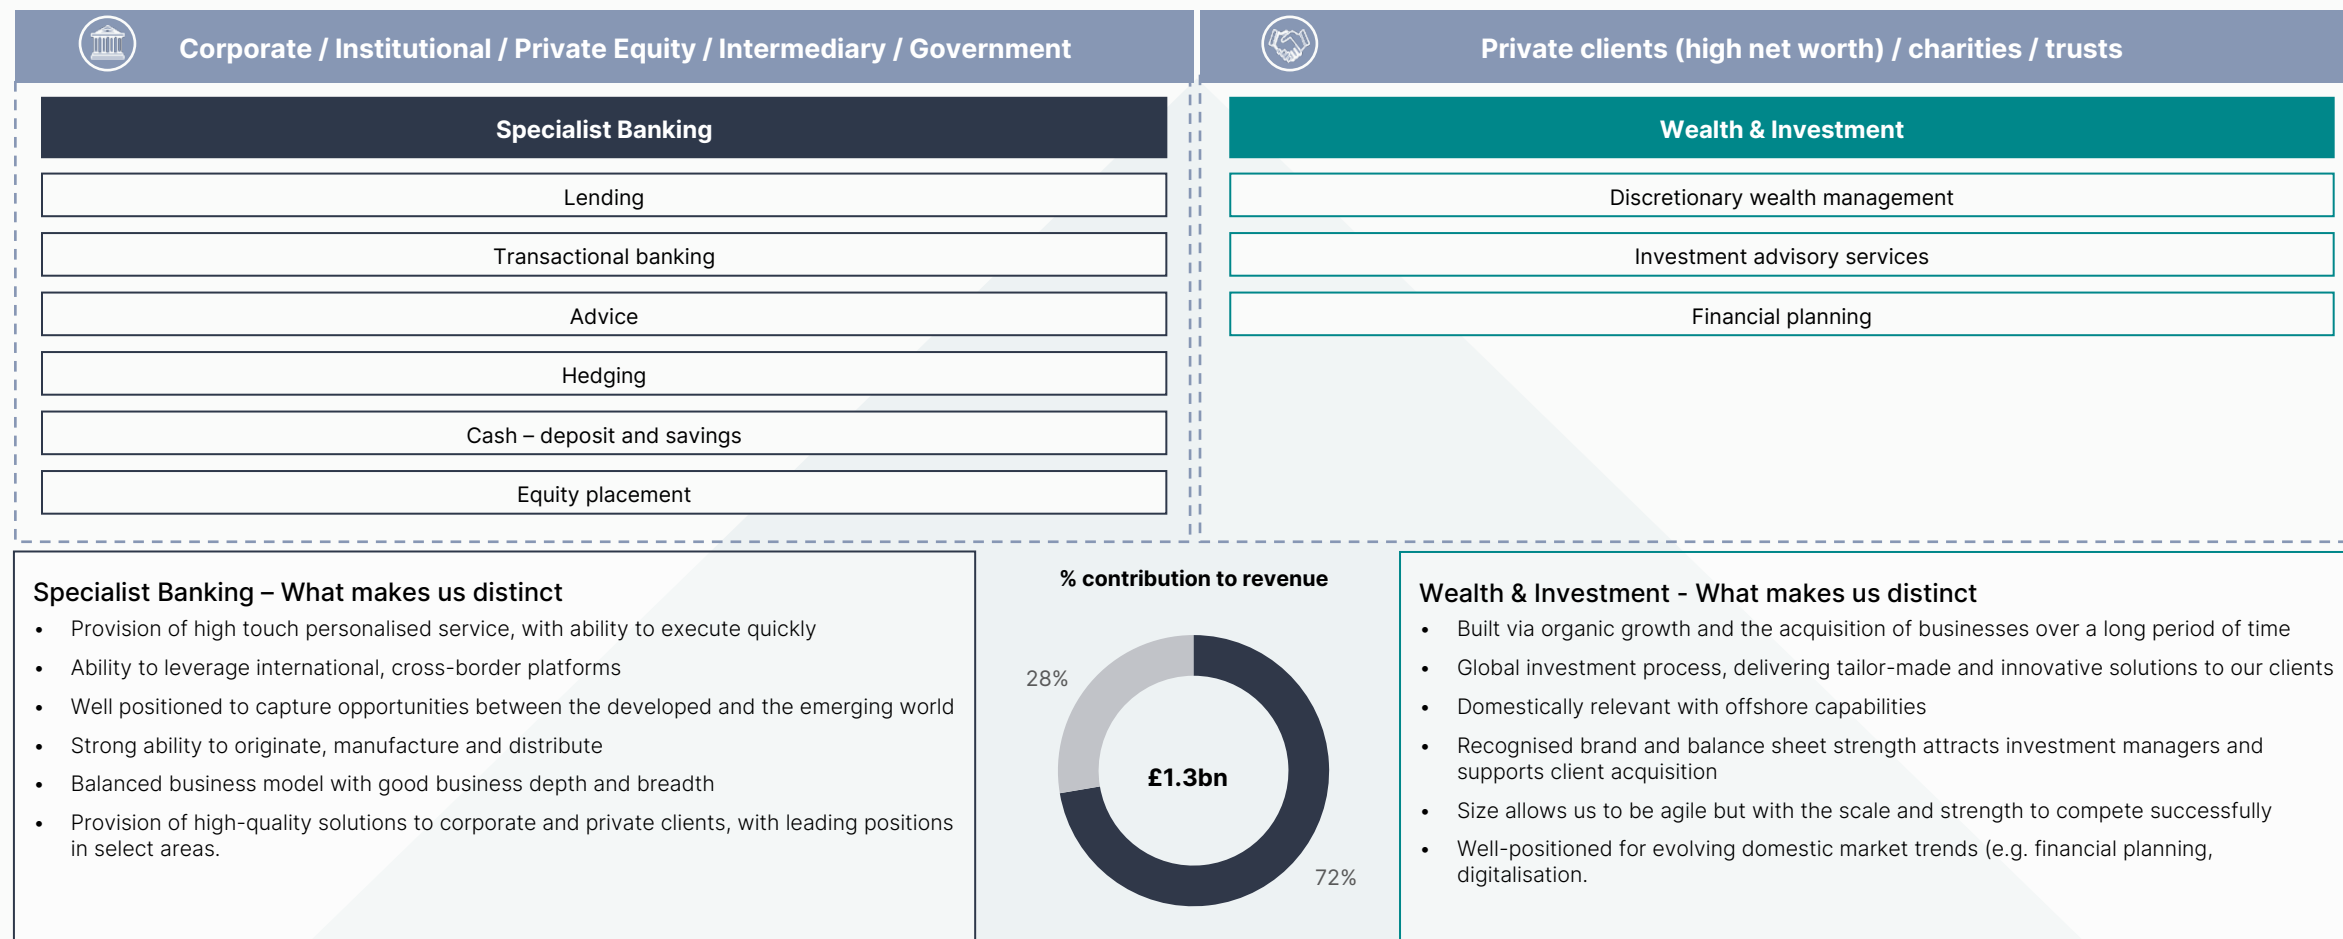 Corporate / Institutional / Private Equity / Intermediary / Government
Private clients (high net worth) / charities / trusts
Specialist Banking
Lending
Transactional banking
Advice
Hedging
Cash – deposit and savings
Equity placement
Wealth & Investment
Discretionary wealth management
Investment advisory services
Financial planning
Specialist Banking – What makes us distinct
• Provision of high touch personalised service, with ability to execute quickly
• Ability to leverage international, cross-border platforms
• Well positioned to capture opportunities between the developed and the emerging world
• Strong ability to originate, manufacture and distribute
• Balanced business model with good business depth and breadth
• Provision of high-quality solutions to corporate and private clients, with leading positions
in select areas.
% contribution to revenue
28%
£1.3bn
72%
Wealth & Investment - What makes us distinct
• Built via organic growth and the acquisition of businesses over a long period of time
• Global investment process, delivering tailor-made and innovative solutions to our clients
• Domestically relevant with offshore capabilities
• Recognised brand and balance sheet strength attracts investment managers and
supports client acquisition
• Size allows us to be agile but with the scale and strength to compete successfully
• Well-positioned for evolving domestic market trends (e.g. financial planning,
digitalisation.